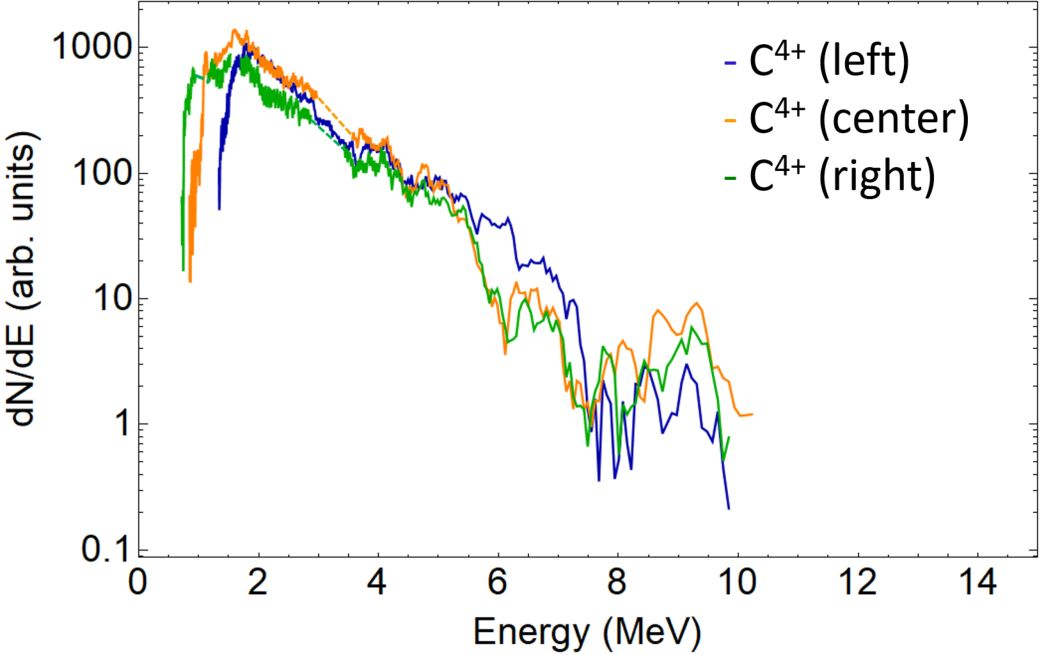 1000
100
10
1
0.1
dN/dE (arb. units)
C⁴⁺ (left)
C⁴⁺ (center)
C⁴⁺ (right)
0 2 4 6 8 10 12 14
Energy (MeV)